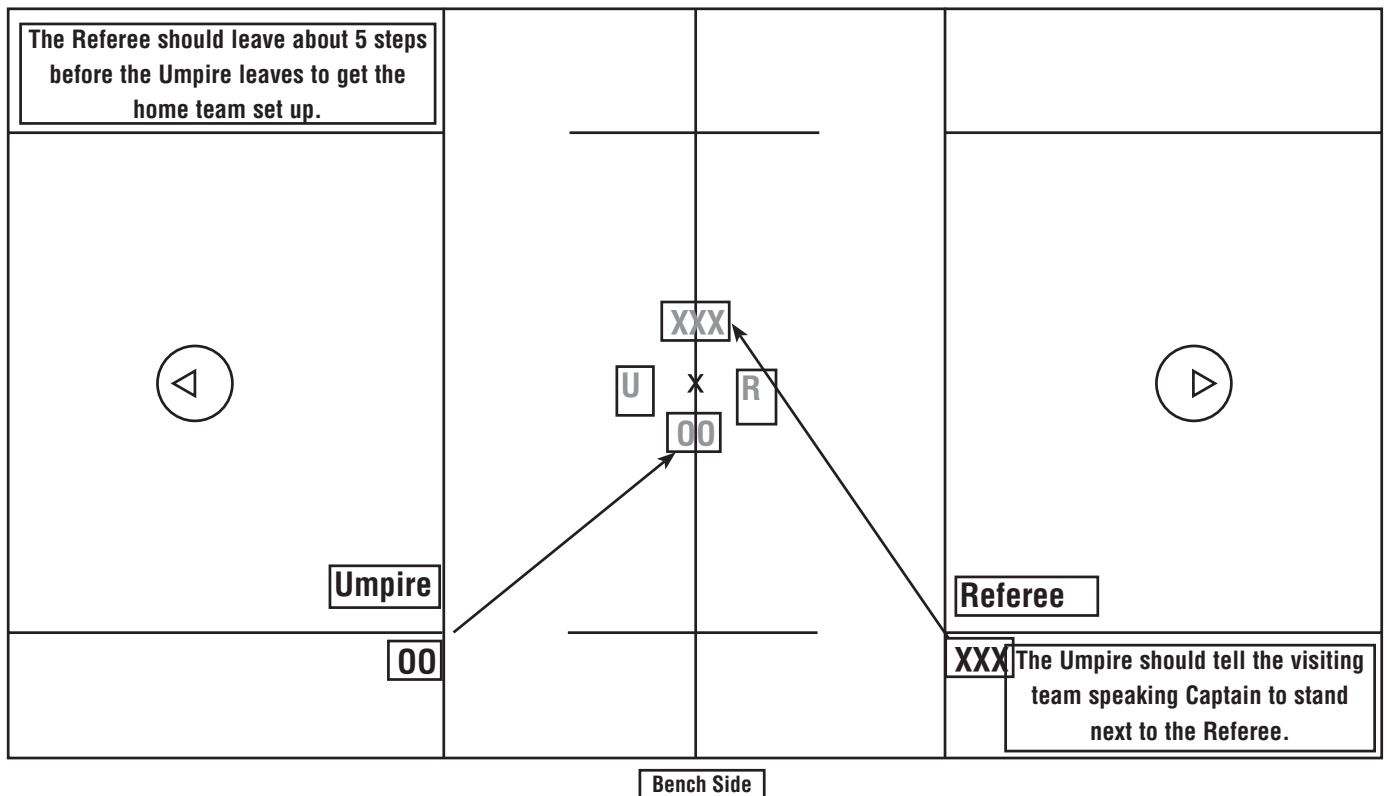 The Referee should leave about 5 steps
before the Umpire leaves to get the
home team set up.
XXX
U
X
R
OO
Umpire
Referee
OO
XXX
The Umpire should tell the visiting
team speaking Captain to stand
next to the Referee.
Bench Side